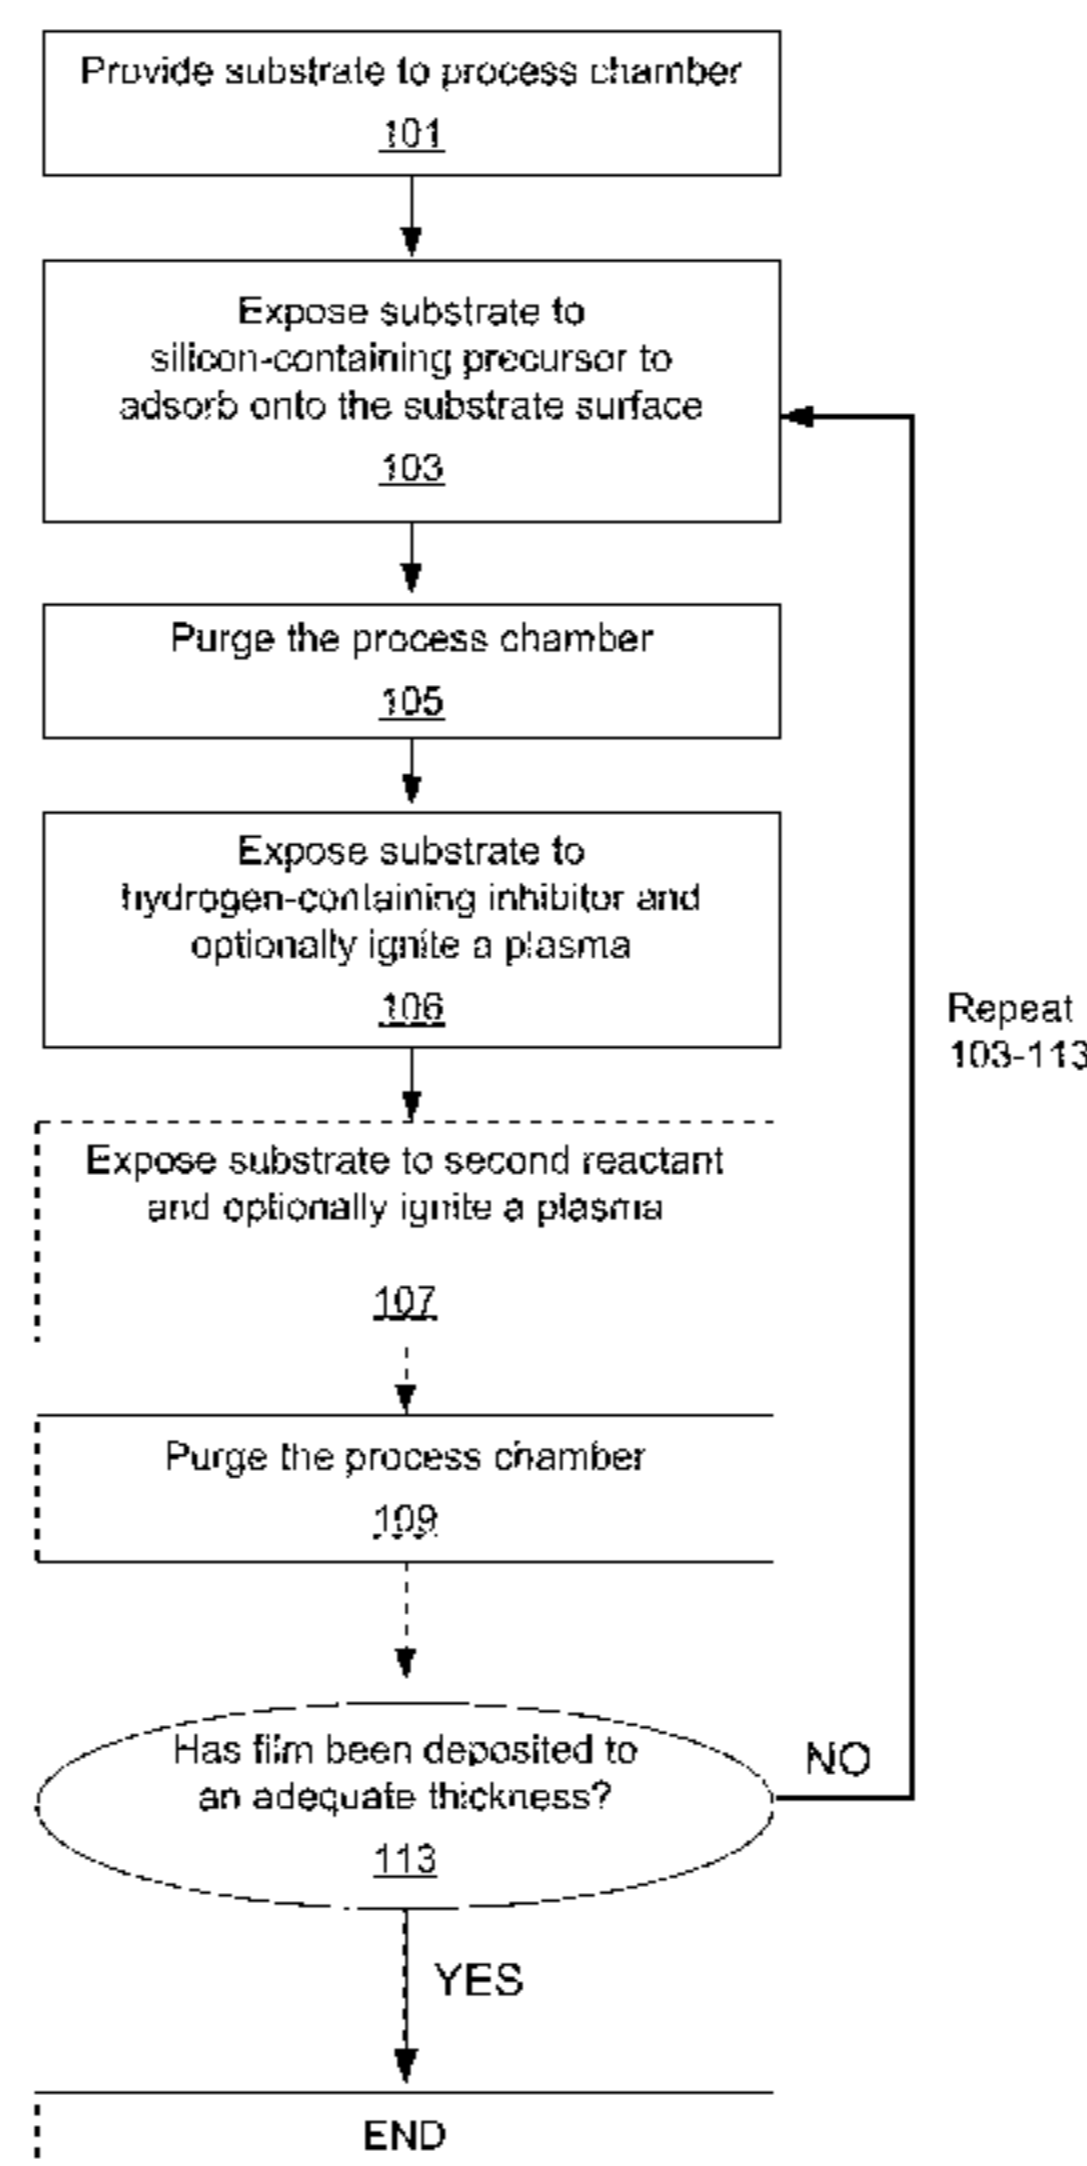 Provide substrate to process chamber
101
Expose substrate to
silicon-containing precursor to
adsorb onto the substrate surface
103
Purge the process chamber
105
Expose substrate to
hydrogen-containing inhibitor and
optionally ignite a plasma
106
Repeat
103-113
Expose substrate to second reactant
and optionally ignite a plasma
107
Purge the process chamber
109
Has film been deposited to
an adequate thickness?
113
NO
YES
END